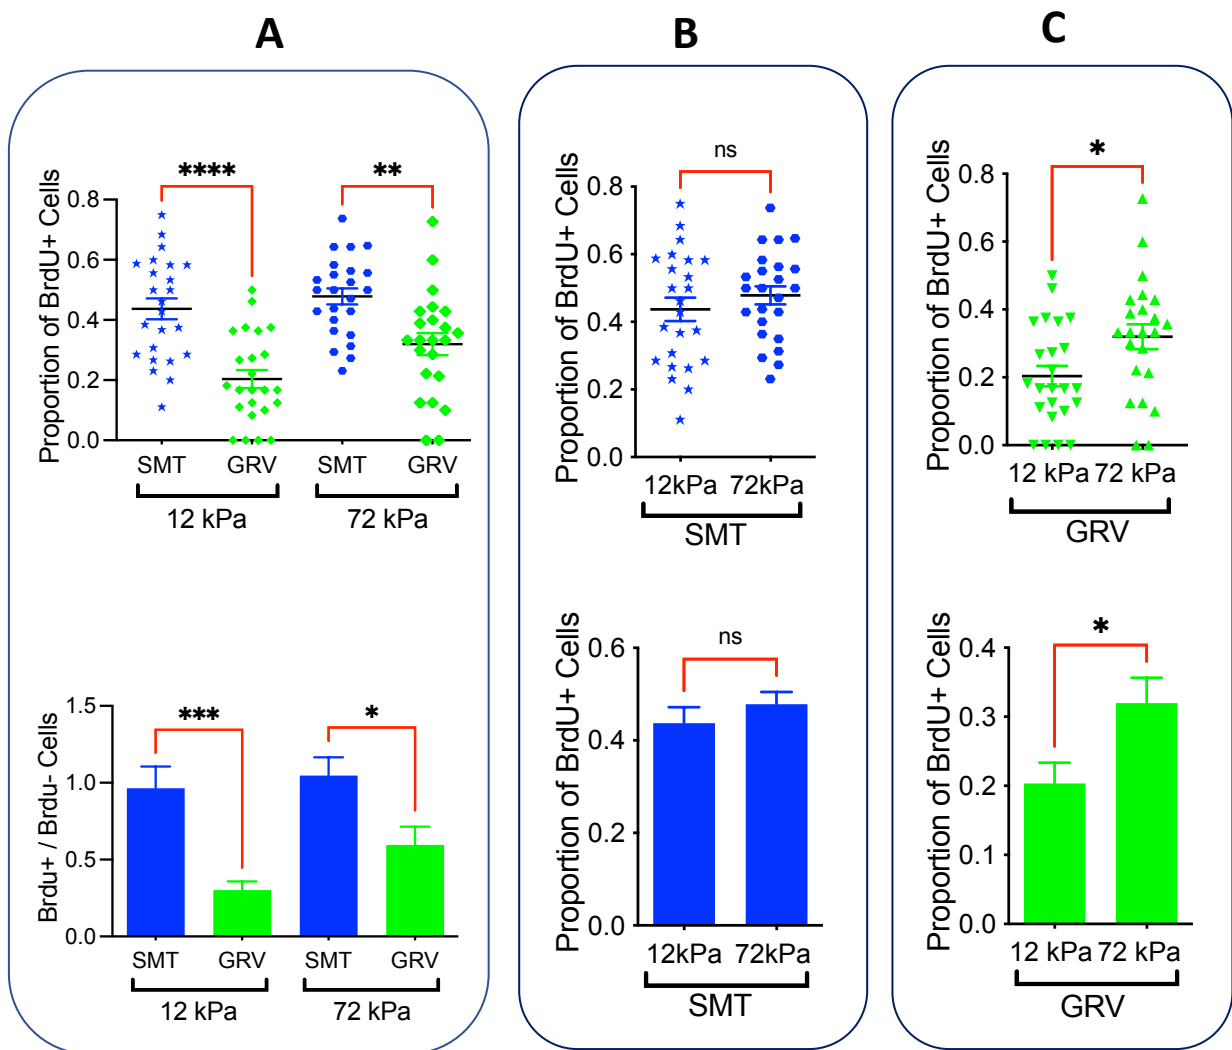 A
B
C
Proportion of BrdU+ Cells
0.8
0.6
0.4
0.2
0.0
****
**
SMT
GRV
SMT
GRV
12 kPa
72 kPa
Proportion of BrdU+ Cells
0.8
0.6
0.4
0.2
0.0
ns
12kPa
72kPa
SMT
Proportion of BrdU+ Cells
0.8
0.6
0.4
0.2
0.0
*
12 kPa
72 kPa
GRV
Brdu+ / Brdu- Cells
1.5
1.0
0.5
0.0
***
*
SMT
GRV
SMT
GRV
12 kPa
72 kPa
Proportion of BrdU+ Cells
0.6
0.4
0.2
0.0
ns
12kPa
72kPa
SMT
Proportion of BrdU+ Cells
0.4
0.3
0.2
0.1
0.0
*
12 kPa
72 kPa
GRV